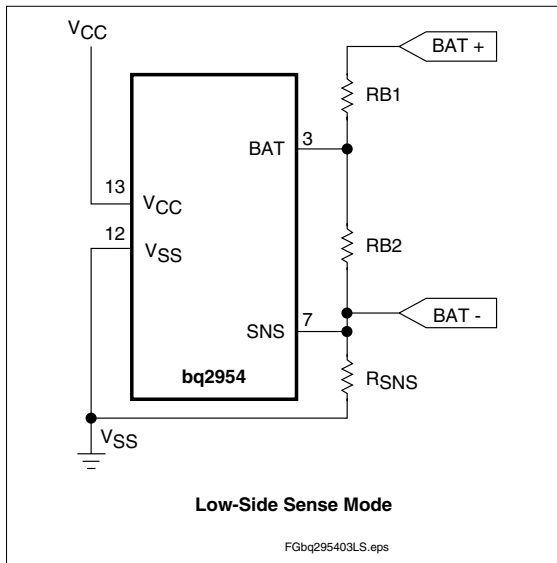 VCC
BAT +
RB1
BAT
3
13
VCC
12
VSS
RB2
BAT -
SNS
7
RSNS
bq2954
VSS
Low-Side Sense Mode
FGbq295403LS.eps